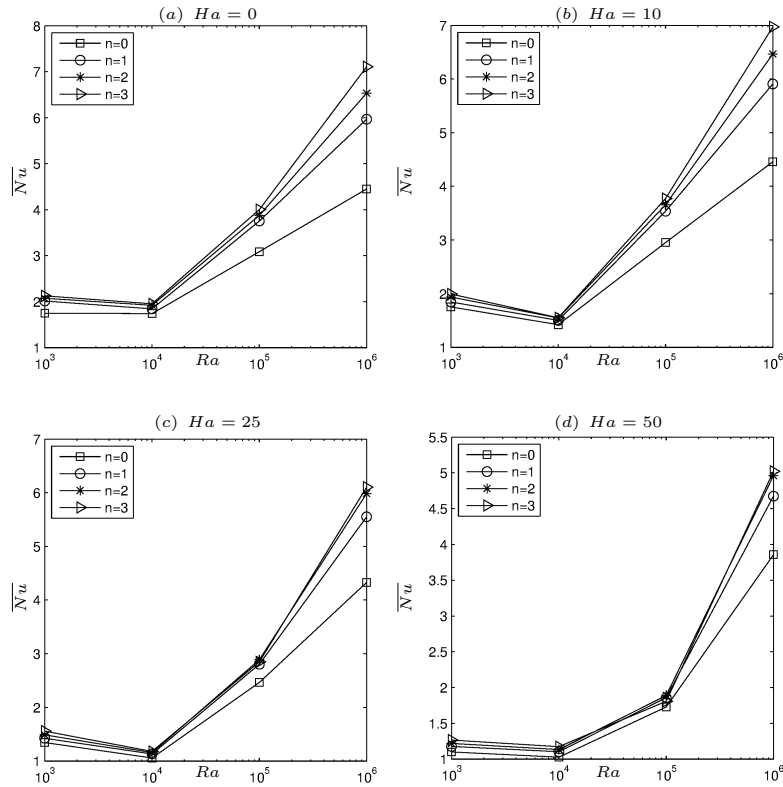 (a) Ha = 0
8
7
6
5
4
3
2
1
n=0
n=1
n=2
n=3
Nu
10^3 10^4 10^5 10^6
Ra
(b) Ha = 10
7
6
5
4
3
2
1
n=0
n=1
n=2
n=3
Nu
10^3 10^4 10^5 10^6
Ra
(c) Ha = 25
7
6
5
4
3
2
1
n=0
n=1
n=2
n=3
Nu
10^3 10^4 10^5 10^6
Ra
(d) Ha = 50
5.5
5
4.5
4
3.5
3
2.5
2
1.5
1
n=0
n=1
n=2
n=3
Nu
10^3 10^4 10^5 10^6
Ra